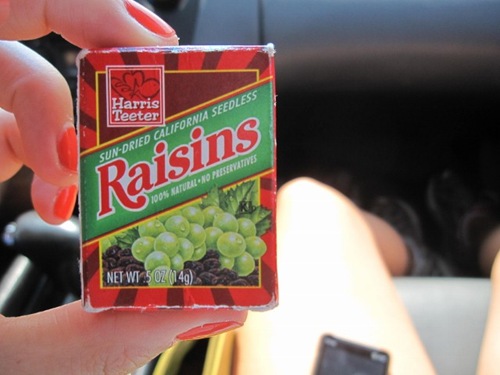 Harris
Teeter
SUN-DRIED CALIFORNIA SEEDLESS
Raisins
100% NATURAL • NO PRESERVATIVES
NET WT .5 OZ (14g)